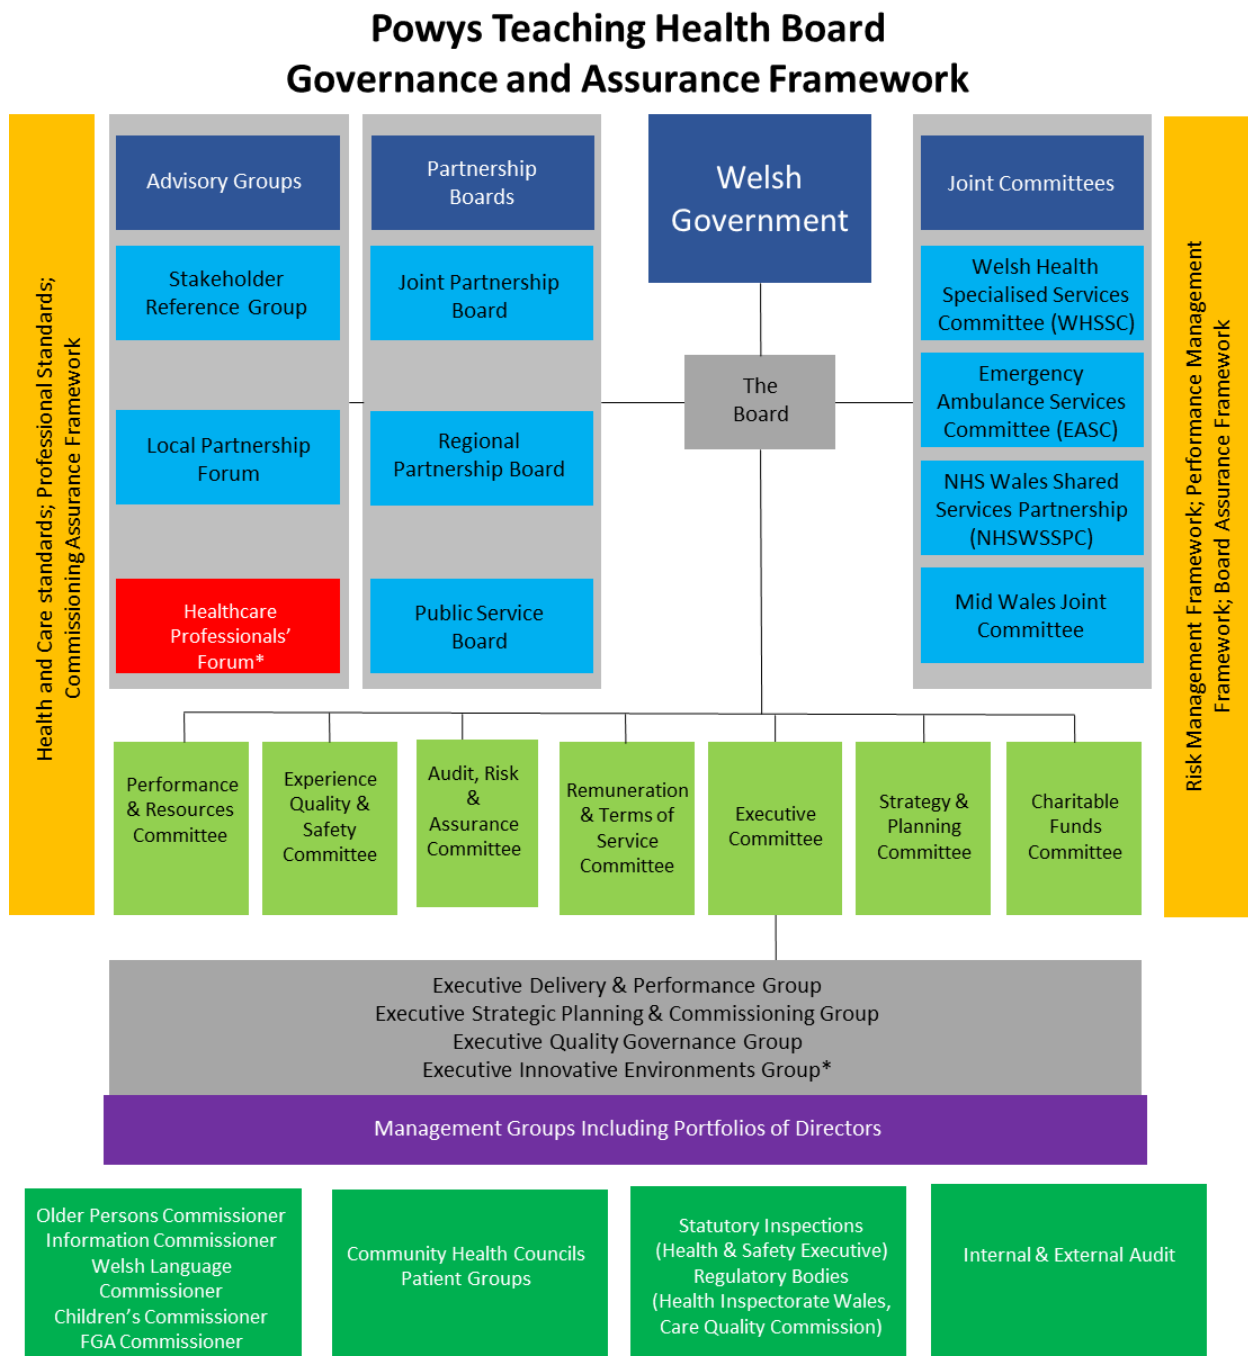 Powys Teaching Health Board
Governance and Assurance Framework
Health and Care standards; Professional Standards;
Commissioning Assurance Framework
Advisory Groups
Stakeholder
Reference Group
Local Partnership
Forum
Healthcare
Professionals’
Forum*
Partnership
Boards
Joint Partnership
Board
Regional
Partnership Board
Public Service
Board
Welsh
Government
The
Board
Joint Committees
Welsh Health
Specialised Services
Committee (WHSSC)
Emergency
Ambulance Services
Committee (EASC)
NHS Wales Shared
Services Partnership
(NHSWSSPC)
Mid Wales Joint
Committee
Risk Management Framework; Performance Management
Framework; Board Assurance Framework
Performance
& Resources
Committee
Experience
Quality &
Safety
Committee
Audit, Risk
&
Assurance
Committee
Remuneration
& Terms of
Service
Committee
Executive
Committee
Strategy &
Planning
Committee
Charitable
Funds
Committee
Executive Delivery & Performance Group
Executive Strategic Planning & Commissioning Group
Executive Quality Governance Group
Executive Innovative Environments Group*
Management Groups Including Portfolios of Directors
Older Persons Commissioner
Information Commissioner
Welsh Language
Commissioner
Children’s Commissioner
FGA Commissioner
Community Health Councils
Patient Groups
Statutory Inspections
(Health & Safety Executive)
Regulatory Bodies
(Health Inspectorate Wales,
Care Quality Commission)
Internal & External Audit